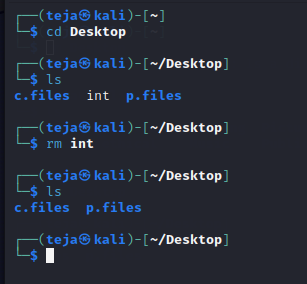 ┌──(teja㉿kali)-[~]
└─$ cd Desktop
┌──(teja㉿kali)-[~/Desktop]
└─$ ls
c.files  int  p.files
┌──(teja㉿kali)-[~/Desktop]
└─$ rm int
┌──(teja㉿kali)-[~/Desktop]
└─$ ls
c.files  p.files
┌──(teja㉿kali)-[~/Desktop]
└─$